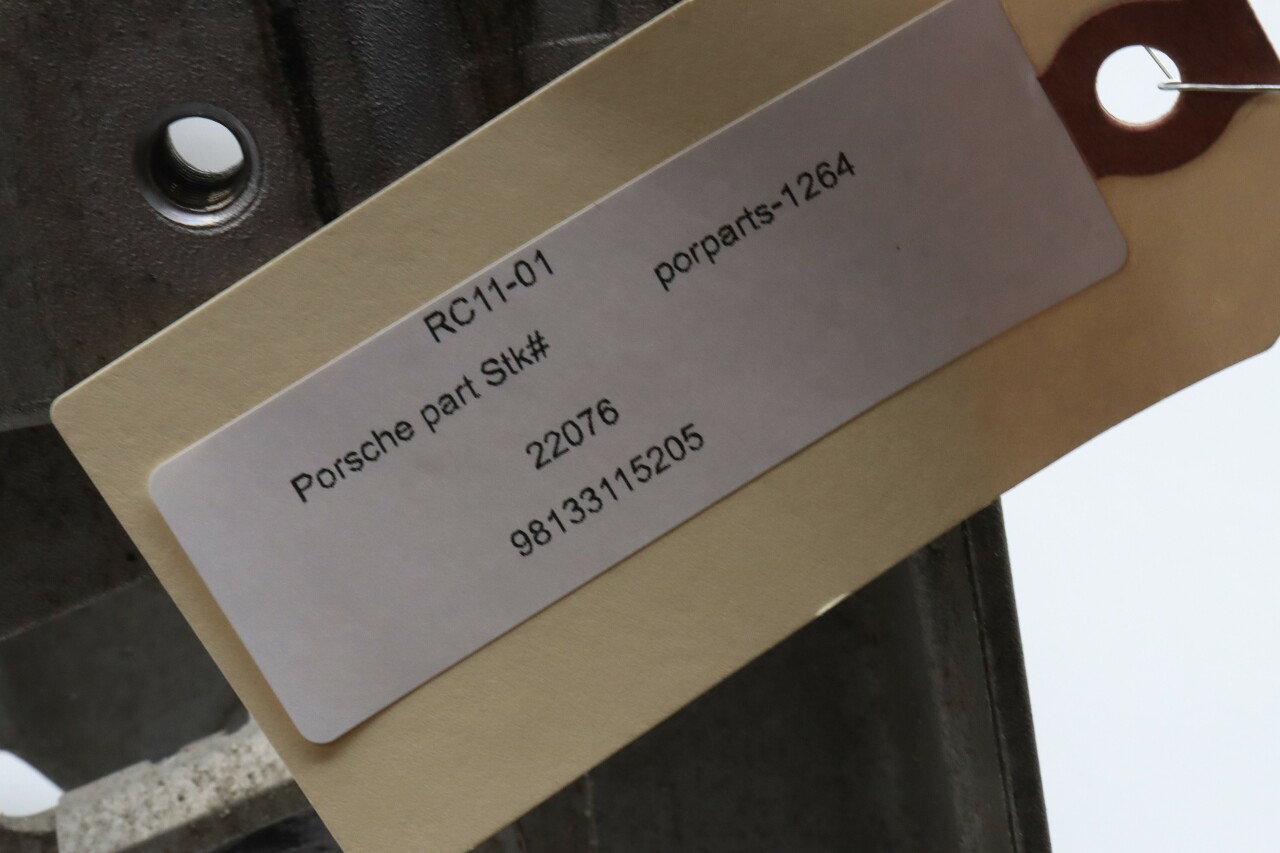 RC11-01 porparts-1264
Porsche part Stk#
22076
98133115205